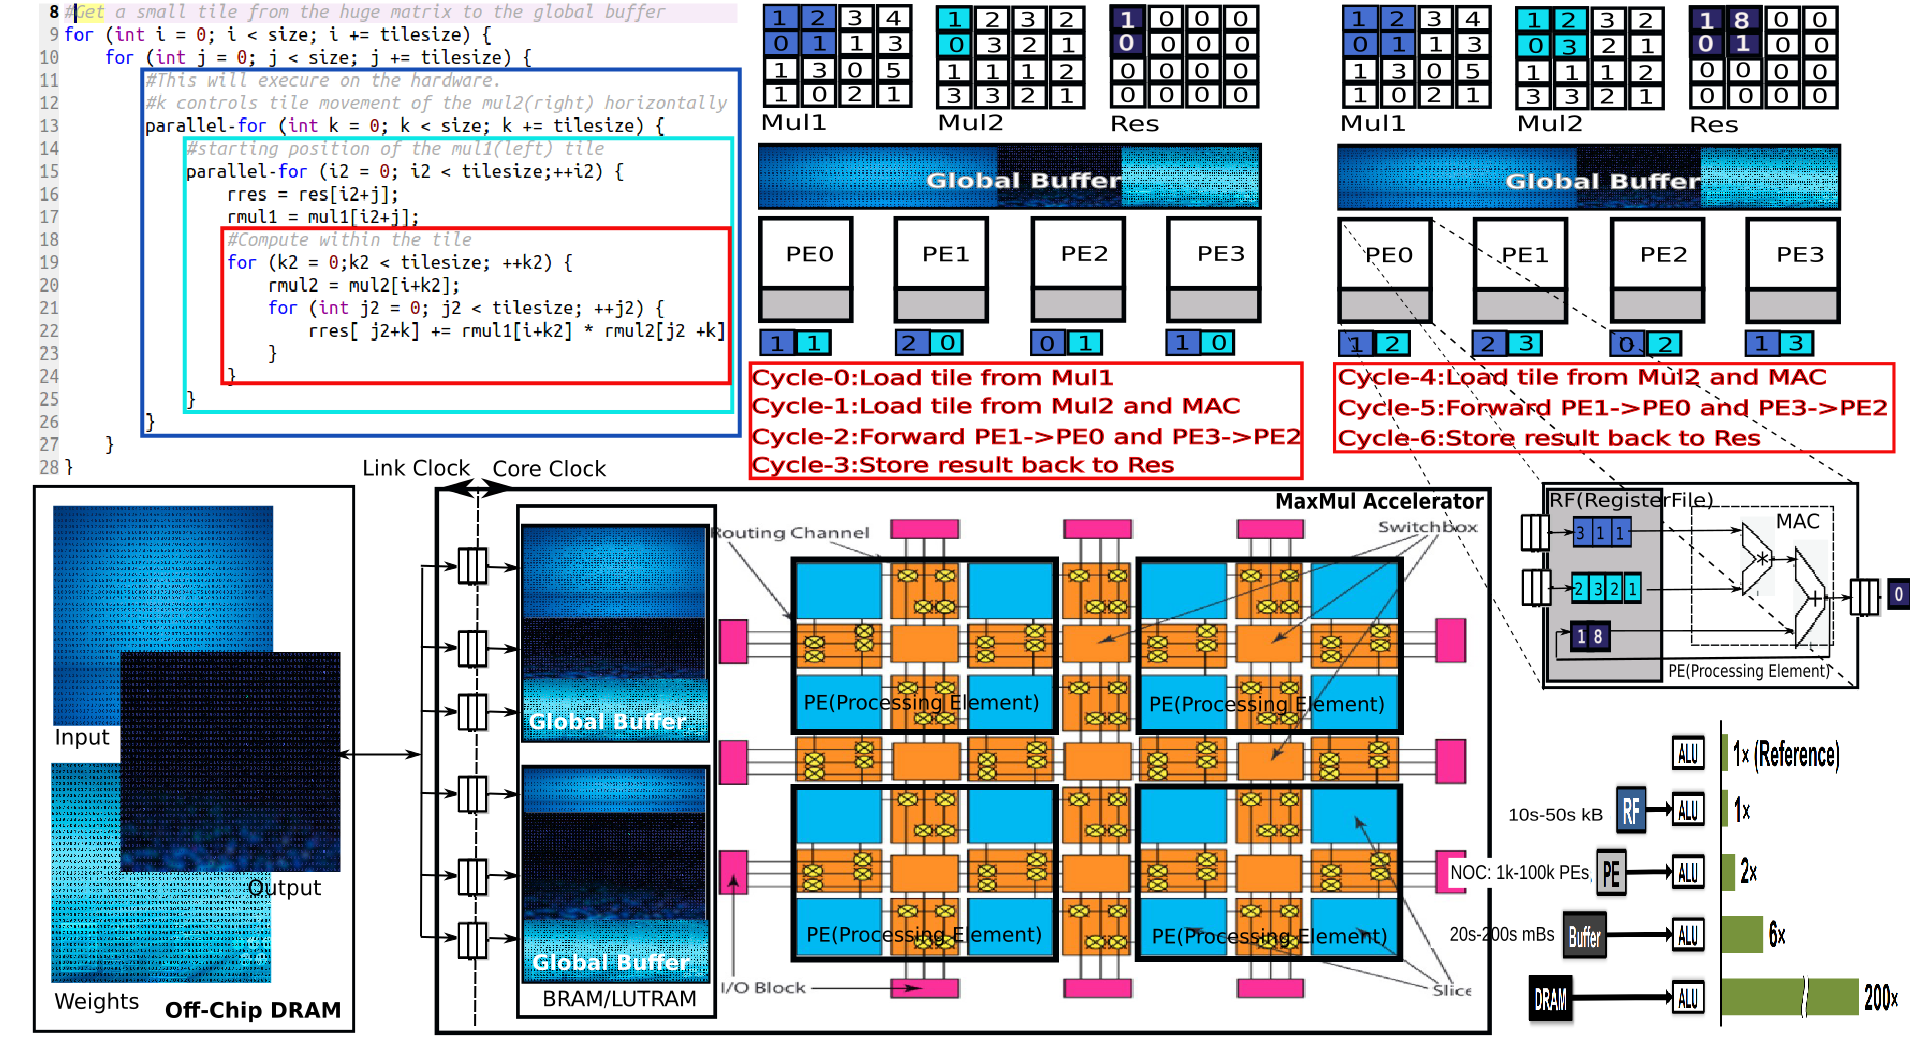 8 #Get a small tile from the huge matrix to the global buffer
9 for (int i = 0; i < size; i += tilesize) {
10 for (int j = 0; j < size; j += tilesize) {
11 #This will execure on the hardware.
12 #k controls tile movement of the mul2(right) horizontally
13 parallel-for (int k = 0; k < size; k += tilesize) {
14 #starting position of the mul1(left) tile
15 parallel-for (i2 = 0; i2 < tilesize;++i2) {
16 rres = res[i2+j];
17 rmul1 = mul1[i2+j];
18 #Compute within the tile
19 for (k2 = 0;k2 < tilesize; ++k2) {
20 rmul2 = mul2[i+k2];
21 for (int j2 = 0; j2 < tilesize; ++j2) {
22 rres[ j2+k] += rmul1[i+k2] * rmul2[j2 +k]
23 }
24 }
25 }
26 }
27 }
28 }
1 2 3 4
0 1 1 3
1 3 0 5
1 0 2 1
Mul1
1 2 3 2
0 3 2 1
1 1 1 2
3 3 2 1
Mul2
1 0 0 0
0 0 0 0
0 0 0 0
0 0 0 0
Res
Global Buffer
PE0 PE1 PE2 PE3
1 1 2 0 0 1 1 0
Cycle-0:Load tile from Mul1
Cycle-1:Load tile from Mul2 and MAC
Cycle-2:Forward PE1->PE0 and PE3->PE2
Cycle-3:Store result back to Res
1 2 3 4
0 1 1 3
1 3 0 5
1 0 2 1
Mul1
1 2 3 2
0 3 2 1
1 1 1 2
3 3 2 1
Mul2
1 8 0 0
0 1 0 0
0 0 0 0
0 0 0 0
Res
Global Buffer
PE0 PE1 PE2 PE3
1 2 2 3 0 2 1 3
Cycle-4:Load tile from Mul2 and MAC
Cycle-5:Forward PE1->PE0 and PE3->PE2
Cycle-6:Store result back to Res
Link Clock Core Clock
Input
Output
Weights
Off-Chip DRAM
Global Buffer
Global Buffer
BRAM/LUTRAM
MaxMul Accelerator
Routing Channel
Switchbox
PE(Processing Element)
PE(Processing Element)
PE(Processing Element)
PE(Processing Element)
I/O Block
Slice
RF(RegisterFile)
MAC
3 1 1
*
2 3 2 1
+
0
1 8
PE(Processing Element)
ALU 1× (Reference)
10s-50s kB RF ALU 1×
NOC: 1k-100k PEs, PE ALU 2×
20s-200s mBs Buffer ALU 6×
DRAM ALU 200×